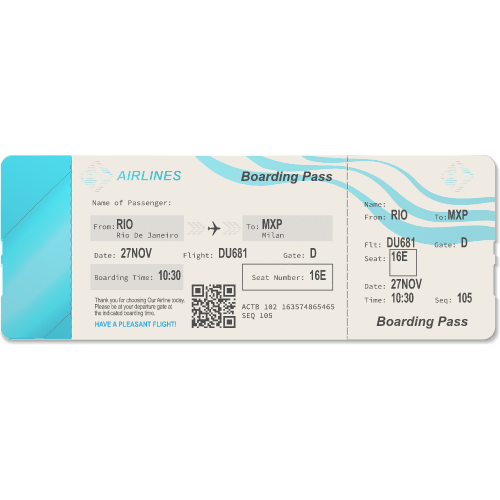 AIRLINES
Boarding Pass
Name of Passenger:
From: RIO
Rio De Janeiro
To: MXP
Milan
Date: 27NOV
Flight: DU681
Gate: D
Boarding Time: 10:30
Seat Number: 16E
Thank you for choosing Our Airline today.
Please be at your departure gate at
the indicated boarding time.
HAVE A PLEASANT FLIGHT!
ACTB 102 163574865465
SEQ 105
Name:
From: RIO
To: MXP
Flt: DU681
Gate: D
Seat: 16E
Date: 27NOV
Time: 10:30
Seq: 105
Boarding Pass